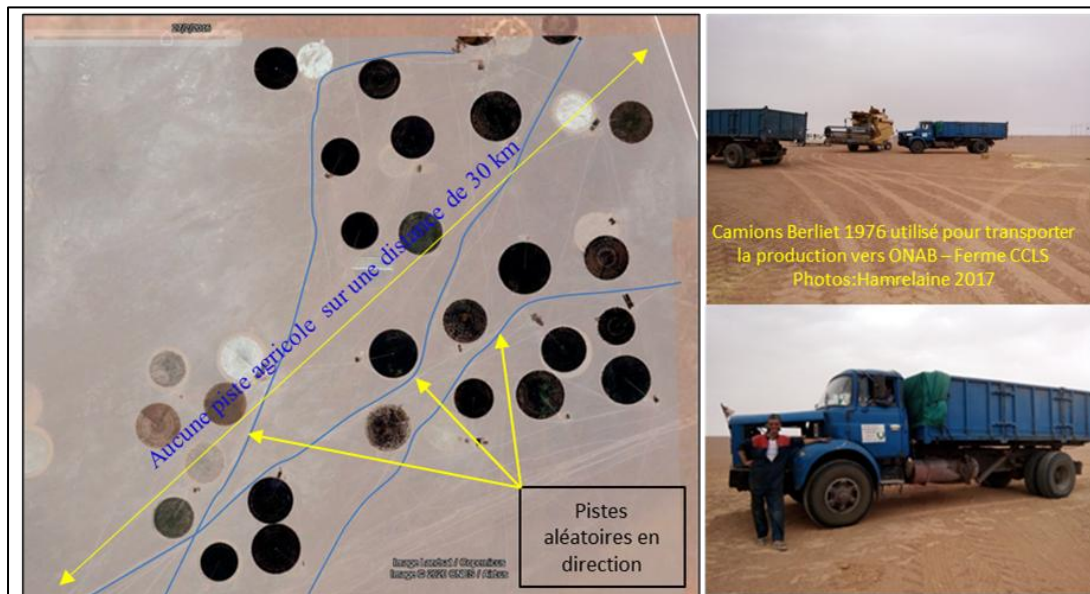 Aucune piste agricole sur une distance de 30 km
Pistes
aléatoires en
direction
Image Landsat / Copernicus
Image © 2020 CNES / Airbus
Camions Berliet 1976 utilisé pour transporter
la production vers ONAB – Ferme CCLS
Photos:Hamrelaine 2017